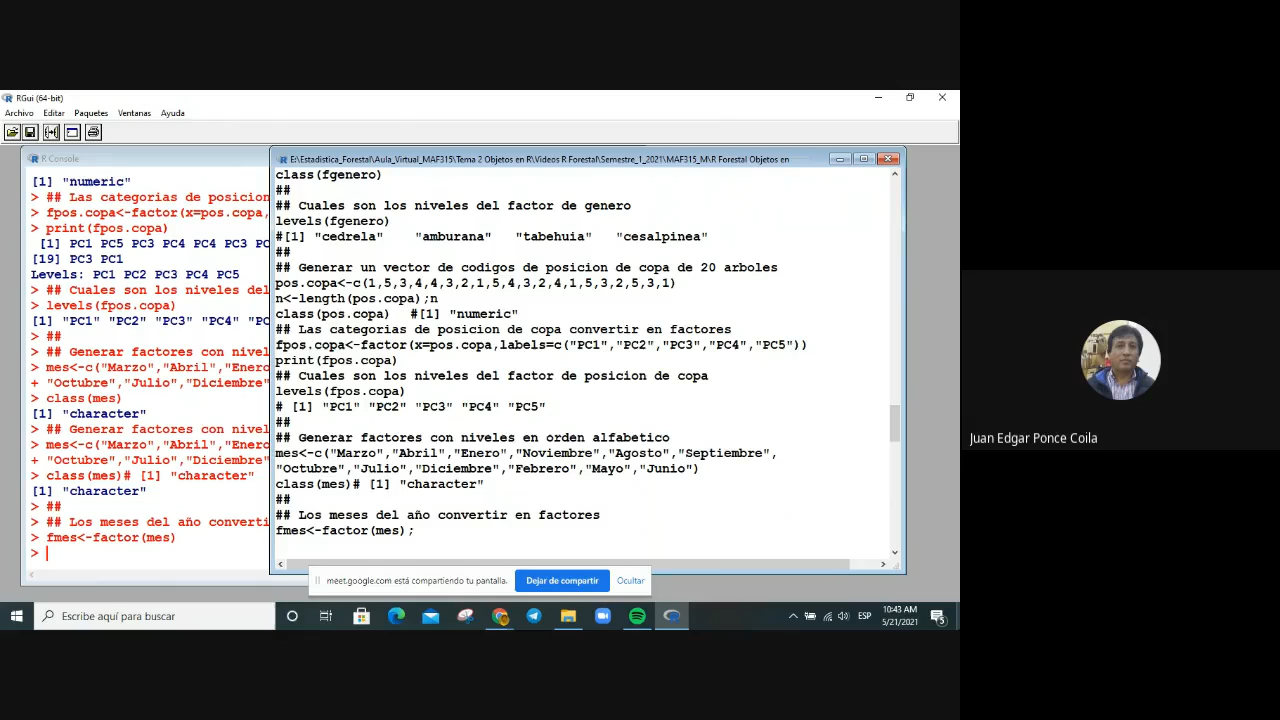 RGui (64-bit)
Archivo Editar Paquetes Ventanas Ayuda
R Console
[1] "numeric"
> ## Las categorias de posicion
> fpos.copa<-factor(x=pos.copa,
> print(fpos.copa)
[1] PC1 PC5 PC3 PC4 PC4 PC3 PC
[19] PC3 PC1
Levels: PC1 PC2 PC3 PC4 PC5
> ## Cuales son los niveles del
> levels(fpos.copa)
[1] "PC1" "PC2" "PC3" "PC4" "PC
> ##
> ## Generar factores con nivel
> mes<-c("Marzo","Abril","Enero
+ "Octubre","Julio","Diciembre"
> class(mes)
[1] "character"
> ## Generar factores con nivel
> mes<-c("Marzo","Abril","Enero
+ "Octubre","Julio","Diciembre"
> class(mes)# [1] "character"
[1] "character"
> ##
> ## Los meses del año converti
> fmes<-factor(mes)
>
E:\Estadistica_Forestal\Aula_Virtual_MAF315\Tema 2 Objetos en R\Videos R Forestal\Semestre_1_2021\MAF315_M\R Forestal Objetos en
class(fgenero)
##
## Cuales son los niveles del factor de genero
levels(fgenero)
#[1] "cedrela" "amburana" "tabehuia" "cesalpinea"
##
## Generar un vector de codigos de posicion de copa de 20 arboles
pos.copa<-c(1,5,3,4,4,3,2,1,5,4,3,2,4,1,5,3,2,5,3,1)
n<-length(pos.copa);n
class(pos.copa) #[1] "numeric"
## Las categorias de posicion de copa convertir en factores
fpos.copa<-factor(x=pos.copa,labels=c("PC1","PC2","PC3","PC4","PC5"))
print(fpos.copa)
## Cuales son los niveles del factor de posicion de copa
levels(fpos.copa)
# [1] "PC1" "PC2" "PC3" "PC4" "PC5"
##
## Generar factores con niveles en orden alfabetico
mes<-c("Marzo","Abril","Enero","Noviembre","Agosto","Septiembre",
"Octubre","Julio","Diciembre","Febrero","Mayo","Junio")
class(mes)# [1] "character"
##
## Los meses del año convertir en factores
fmes<-factor(mes);
meet.google.com está compartiendo tu pantalla.
Dejar de compartir
Ocultar
Escribe aquí para buscar
ESP
10:43 AM
5/21/2021
5
Juan Edgar Ponce Coila